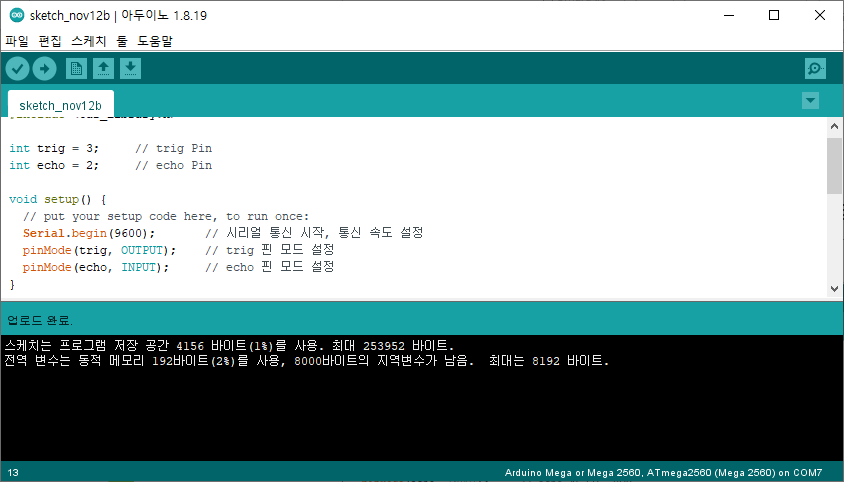 sketch_nov12b | 아두이노 1.8.19
파일 편집 스케치 툴 도움말
sketch_nov12b
int trig = 3;     // trig Pin
int echo = 2;     // echo Pin
void setup() {
  // put your setup code here, to run once:
  Serial.begin(9600);       // 시리얼 통신 시작, 통신 속도 설정
  pinMode(trig, OUTPUT);    // trig 핀 모드 설정
  pinMode(echo, INPUT);     // echo 핀 모드 설정
}
업로드 완료.
스케치는 프로그램 저장 공간 4156 바이트(1%)를 사용. 최대 253952 바이트.
전역 변수는 동적 메모리 192바이트(2%)를 사용, 8000바이트의 지역변수가 남음.  최대는 8192 바이트.
13
Arduino Mega or Mega 2560, ATmega2560 (Mega 2560) on COM7